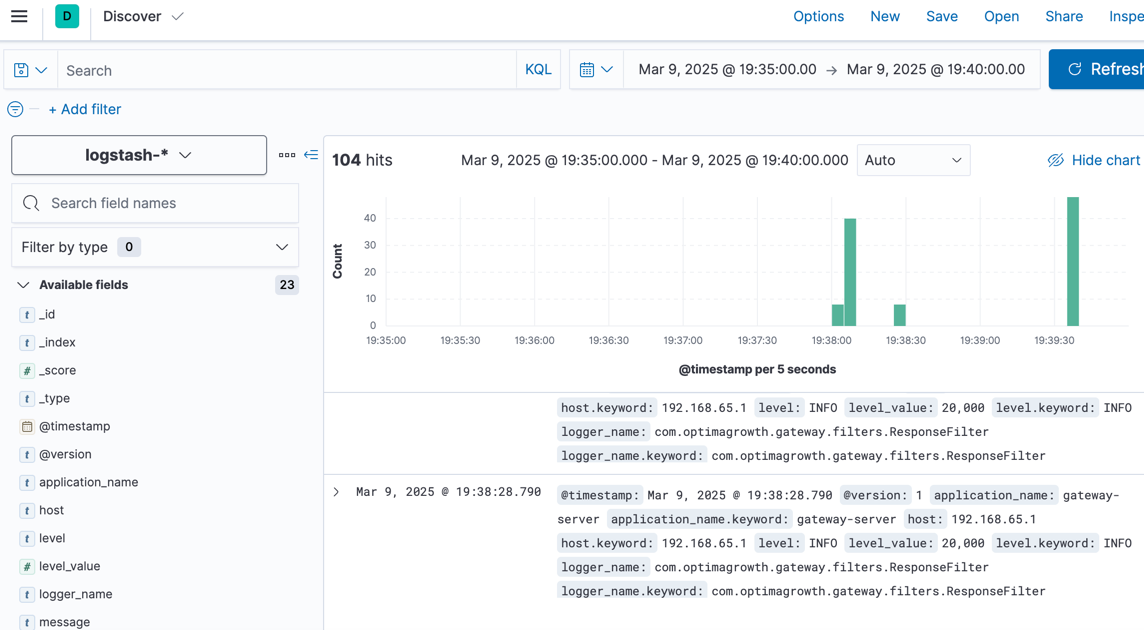 D Discover Options New Save Open Share Inspe
Search KQL Mar 9, 2025 @ 19:35:00.00 → Mar 9, 2025 @ 19:40:00.00 Refresh
+ Add filter
logstash-*
104 hits Mar 9, 2025 @ 19:35:00.000 - Mar 9, 2025 @ 19:40:00.000 Auto Hide chart
Search field names
Filter by type 0
Available fields 23
t _id
t _index
# _score
t _type
@timestamp
t @version
t application_name
t host
t level
# level_value
t logger_name
t message
Count
40
30
20
10
0
19:35:00 19:35:30 19:36:00 19:36:30 19:37:00 19:37:30 19:38:00 19:38:30 19:39:00 19:39:30
@timestamp per 5 seconds
host.keyword: 192.168.65.1 level: INFO level_value: 20,000 level.keyword: INFO
logger_name: com.optimagrowth.gateway.filters.ResponseFilter
logger_name.keyword: com.optimagrowth.gateway.filters.ResponseFilter
Mar 9, 2025 @ 19:38:28.790 @timestamp: Mar 9, 2025 @ 19:38:28.790 @version: 1 application_name: gateway-
server application_name.keyword: gateway-server host: 192.168.65.1
host.keyword: 192.168.65.1 level: INFO level_value: 20,000 level.keyword: INFO
logger_name: com.optimagrowth.gateway.filters.ResponseFilter
logger_name.keyword: com.optimagrowth.gateway.filters.ResponseFilter